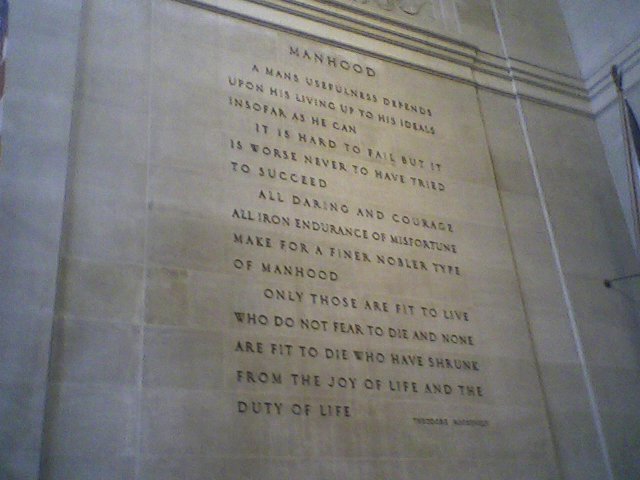 MANHOOD
A MANS USEFULNESS DEPENDS
UPON HIS LIVING UP TO HIS IDEALS
INSOFAR AS HE CAN
IT IS HARD TO FAIL BUT IT
IS WORSE NEVER TO HAVE TRIED
TO SUCCEED
ALL DARING AND COURAGE
ALL IRON ENDURANCE OF MISFORTUNE
MAKE FOR A FINER NOBLER TYPE
OF MANHOOD
ONLY THOSE ARE FIT TO LIVE
WHO DO NOT FEAR TO DIE AND NONE
ARE FIT TO DIE WHO HAVE SHRUNK
FROM THE JOY OF LIFE AND THE
DUTY OF LIFE
THEODORE ROOSEVELT